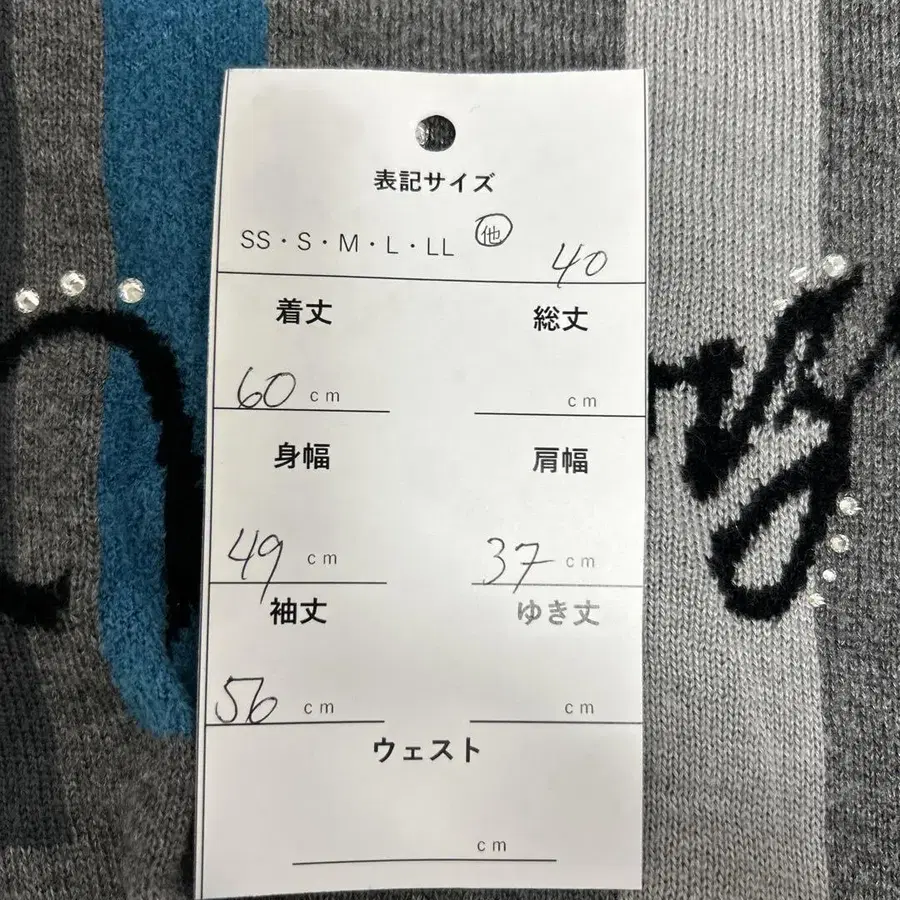 表記サイズ
SS・S・M・L・LL 他
40
着丈 総丈
60 cm cm
身幅 肩幅
49 cm 37 cm
袖丈 ゆき丈
56 cm cm
ウェスト
cm